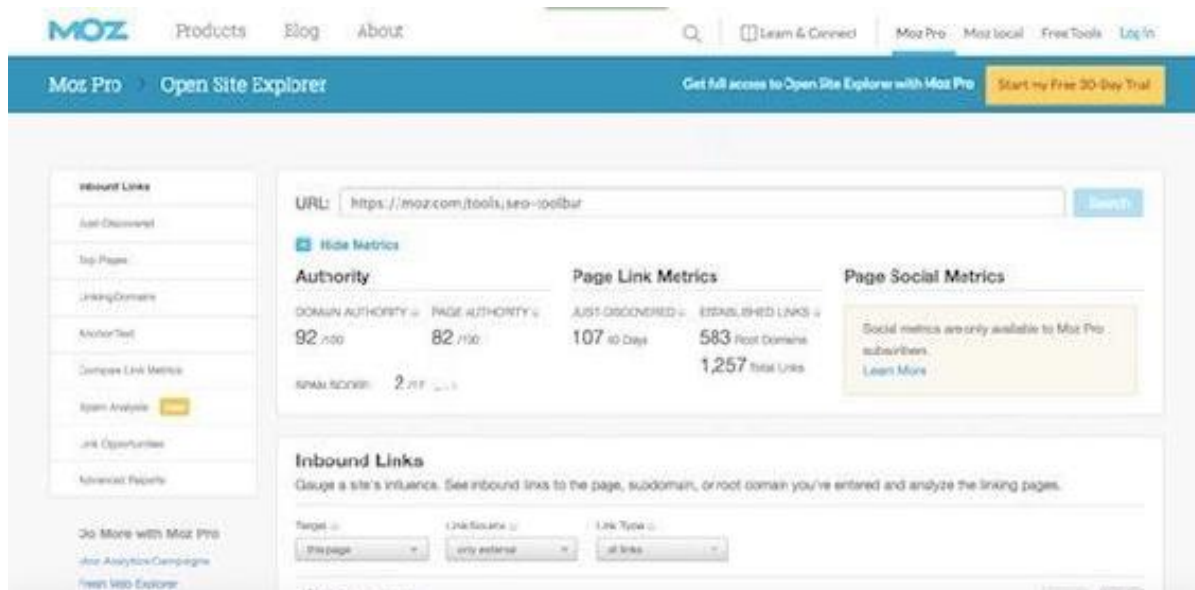 MOZ Products Blog About Learn & Connect Moz Pro Moz Local Free Tools Log in
Moz Pro Open Site Explorer Get full access to Open Site Explorer with Moz Pro Start my Free 30-Day Trial
Inbound Links
Just Discovered
Top Pages
Linking Domains
Anchor Text
Compare Link Metrics
Spam Analysis
Link Opportunities
Advanced Reports
Do More with Moz Pro
Moz Analytics Campaigns
Fresh Web Explorer
URL: https://moz.com/tools/seo-toolbar Search
Hide Metrics
Authority
DOMAIN AUTHORITY PAGE AUTHORITY
92 /100 82 /100
SPAM SCORE: 2
Page Link Metrics
JUST DISCOVERED ESTABLISHED LINKS
107 60 Days 583 Root Domains
1,257 Total Links
Page Social Metrics
Social metrics are only available to Moz Pro
subscribers.
Learn More
Inbound Links
Gauge a site's influence. See inbound links to the page, subdomain, or root domain you've entered and analyze the linking pages.
Target Link Source Link Type
this page only external all links